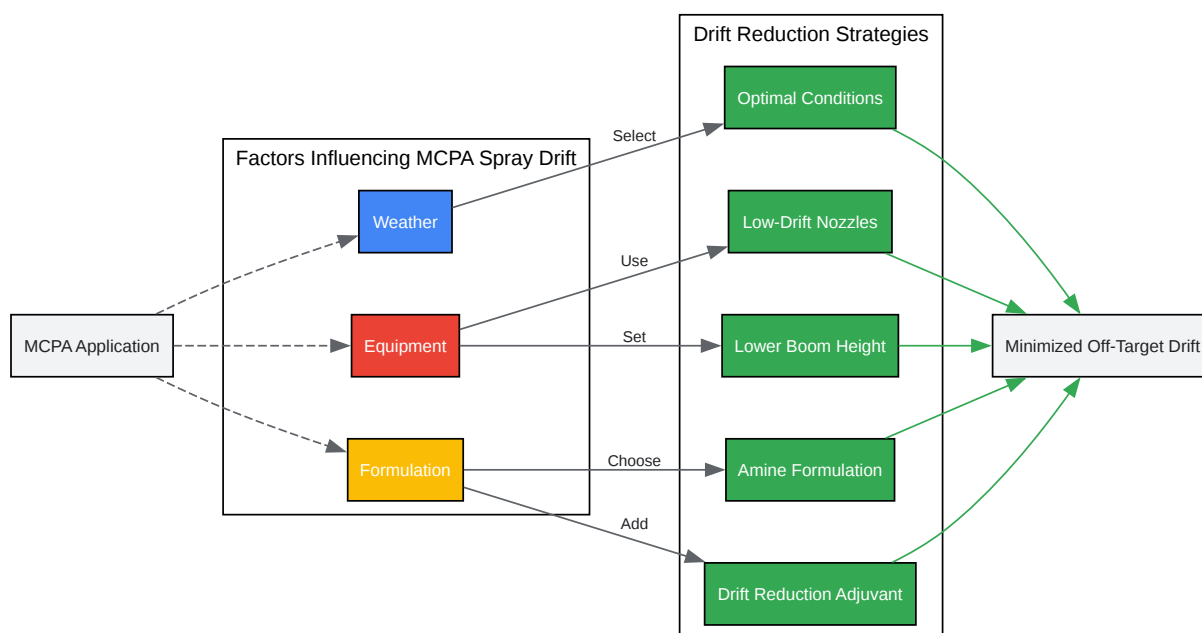 Drift Reduction Strategies
Optimal Conditions
Select
Factors Influencing MCPA Spray Drift
Weather
Low-Drift Nozzles
Use
MCPA Application
Equipment
Set
Lower Boom Height
Minimized Off-Target Drift
Formulation
Choose
Amine Formulation
Add
Drift Reduction Adjuvant